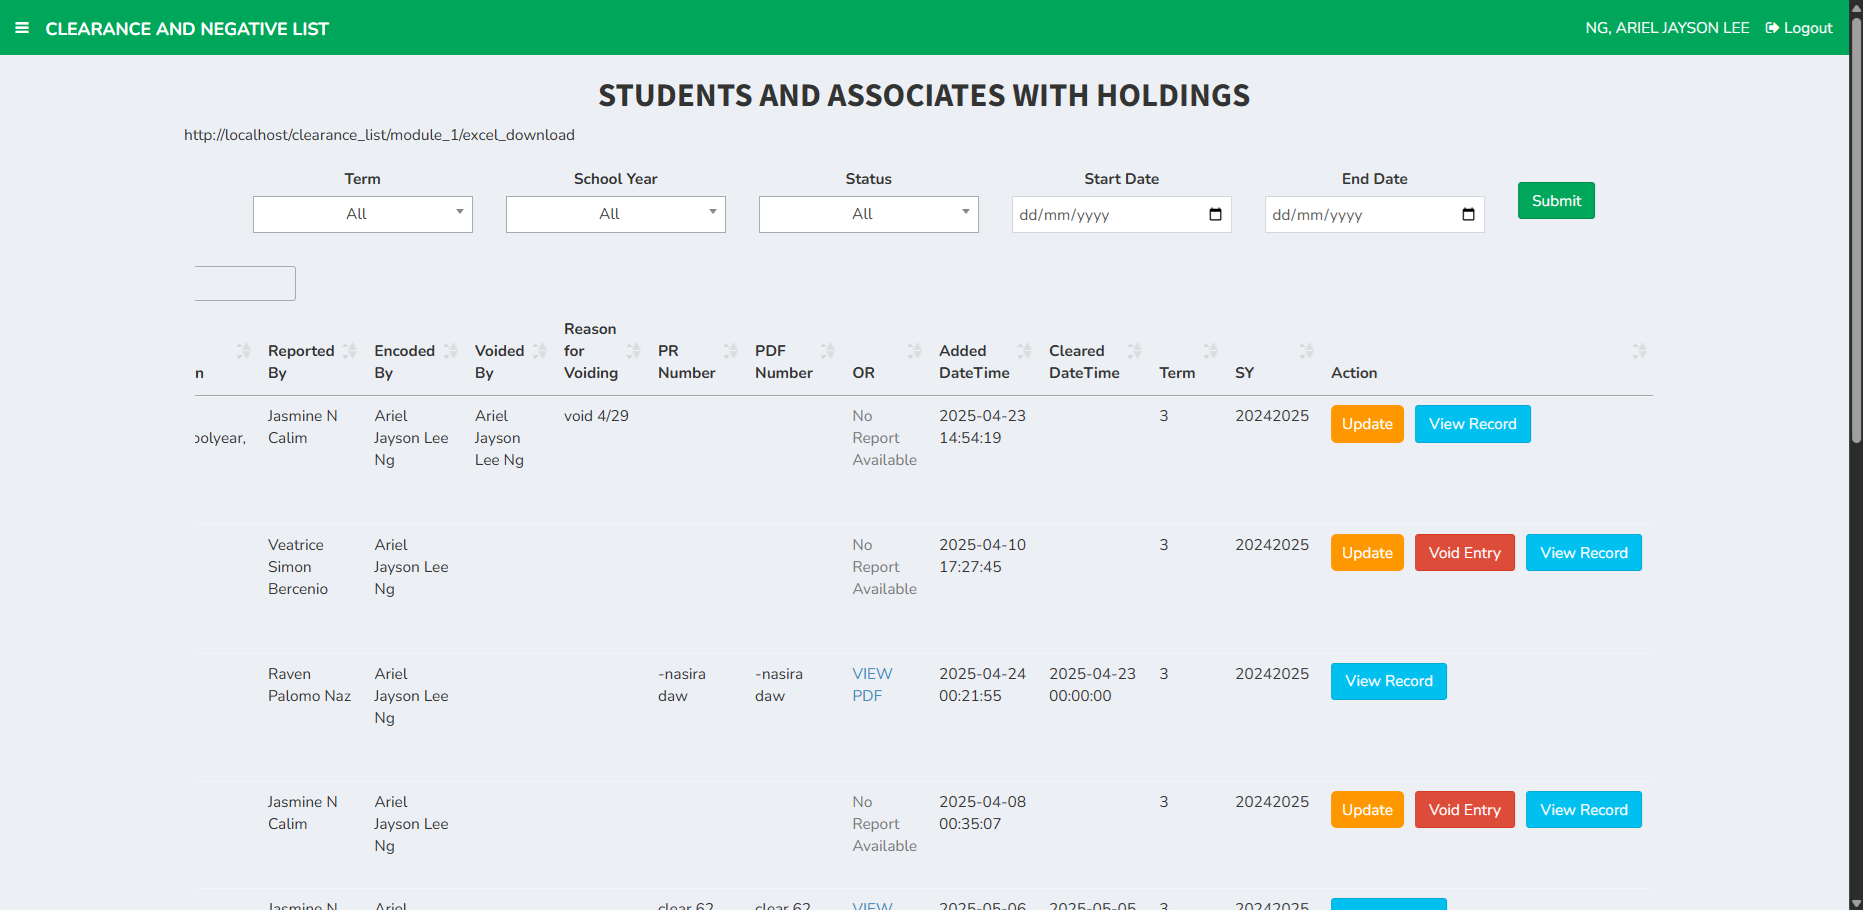 CLEARANCE AND NEGATIVE LIST
NG, ARIEL JAYSON LEE Logout
STUDENTS AND ASSOCIATES WITH HOLDINGS
http://localhost/clearance_list/module_1/excel_download
Term School Year Status Start Date End Date
All All All dd/mm/yyyy dd/mm/yyyy Submit
Reason
Reported Encoded Voided for PR PDF Added Cleared
n By By By Voiding Number Number OR DateTime DateTime Term SY Action
Jasmine N Ariel Ariel void 4/29 No 2025-04-23 3 20242025 Update View Record
oolyear, Calim Jayson Lee Jayson Report 14:54:19
Ng Lee Ng Available
Veatrice Ariel No 2025-04-10 3 20242025 Update Void Entry View Record
Simon Jayson Lee Report 17:27:45
Bercenio Ng Available
Raven Ariel -nasira -nasira VIEW 2025-04-24 2025-04-23 3 20242025 View Record
Palomo Naz Jayson Lee daw daw PDF 00:21:55 00:00:00
Ng
Jasmine N Ariel No 2025-04-08 3 20242025 Update Void Entry View Record
Calim Jayson Lee Report 00:35:07
Ng Available
Jasmine N Ariel clear 62 clear 62 VIEW 2025-05-06 2025-05-05 3 20242025